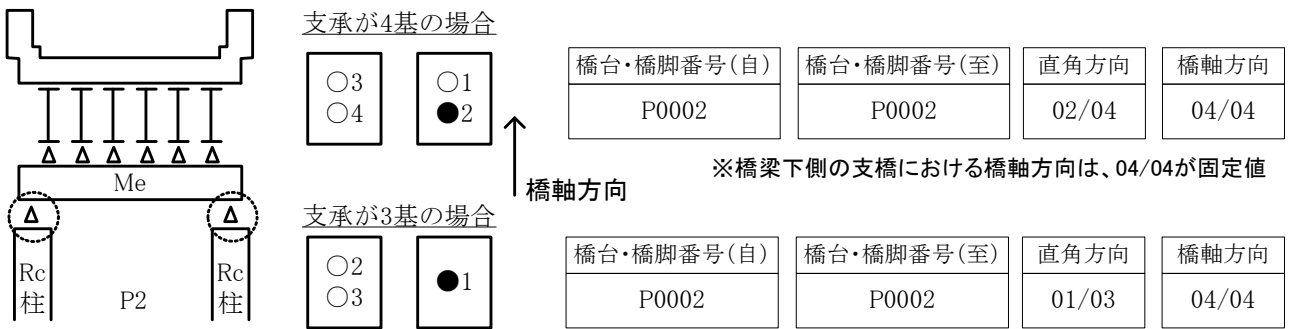 支承が4基の場合
○3
○4
○1
●2
橋軸方向
橋台・橋脚番号(自) 橋台・橋脚番号(至) 直角方向 橋軸方向
P0002 P0002 02/04 04/04
※橋梁下側の支橋における橋軸方向は、04/04が固定値
Me
Rc
柱
P2
Rc
柱
支承が3基の場合
○2
○3
●1
橋台・橋脚番号(自) 橋台・橋脚番号(至) 直角方向 橋軸方向
P0002 P0002 01/03 04/04